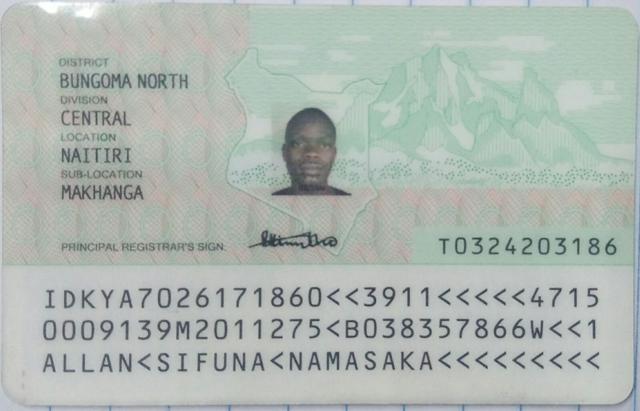 DISTRICT
BUNGOMA NORTH
DIVISION
CENTRAL
LOCATION
NAITIRI
SUB-LOCATION
MAKHANGA
PRINCIPAL REGISTRAR'S SIGN.
T0324203186
IDKYA7026171860<<3911<<<<<4715
0009139M2011275<B038357866W<<1
ALLAN<SIFUNA<NAMASAKA<<<<<<<<<